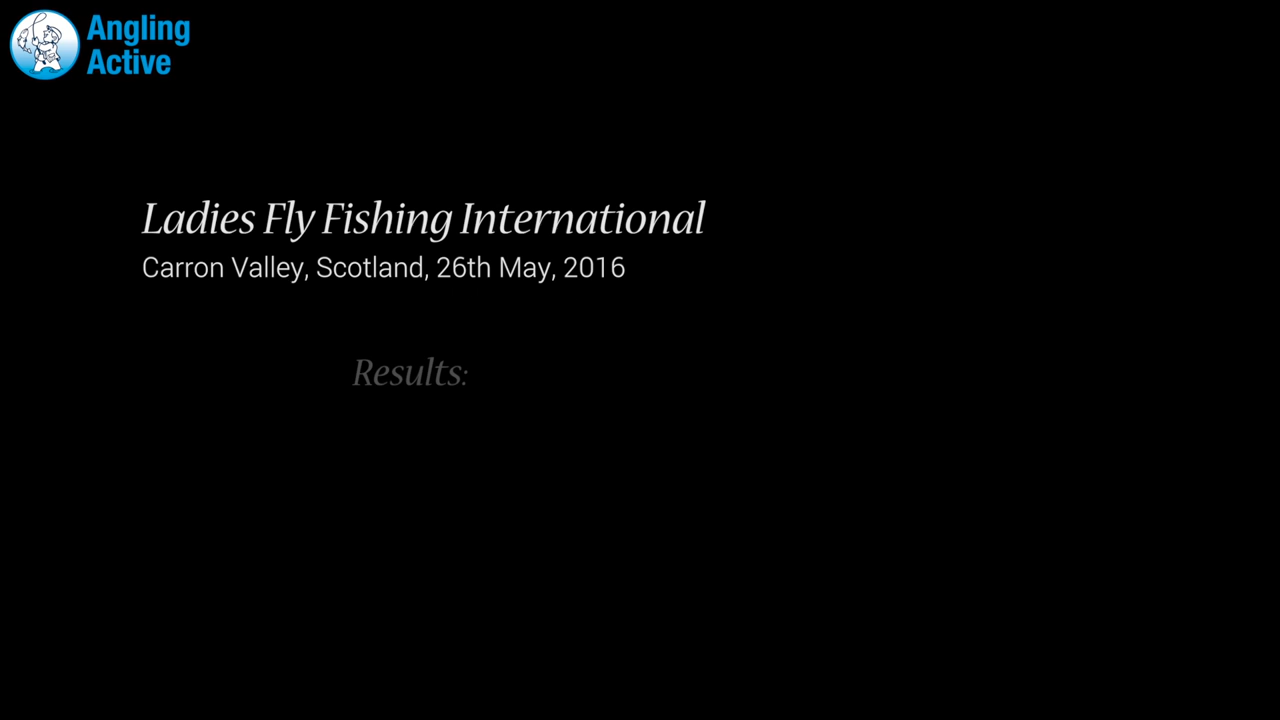 Angling
Active
Ladies Fly Fishing International
Carron Valley, Scotland, 26th May, 2016
Results: